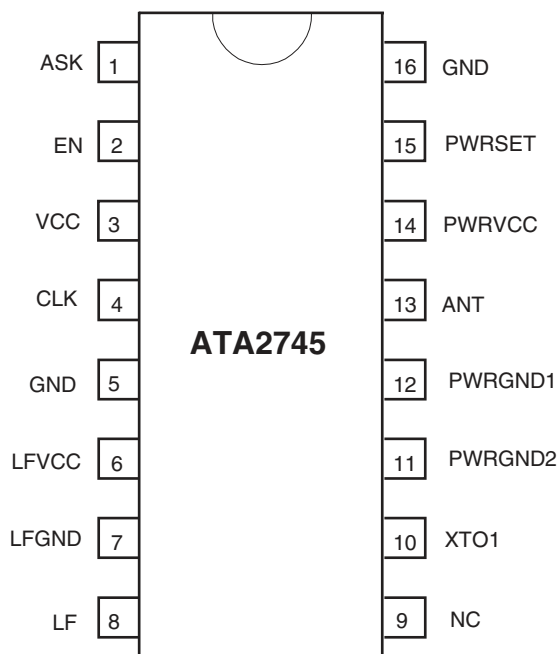 ASK 1 16 GND
EN 2 15 PWRSET
VCC 3 14 PWRVCC
CLK 4 13 ANT
ATA2745
GND 5 12 PWRGND1
LFVCC 6 11 PWRGND2
LFGND 7 10 XTO1
LF 8 9 NC